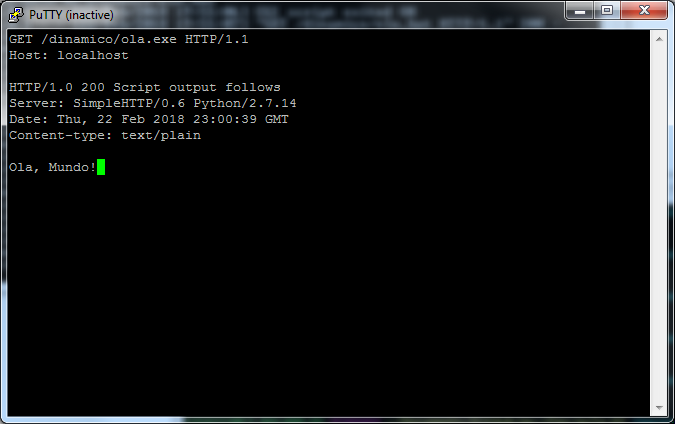 PuTTY (inactive)
GET /dinamico/ola.exe HTTP/1.1
Host: localhost
HTTP/1.0 200 Script output follows
Server: SimpleHTTP/0.6 Python/2.7.14
Date: Thu, 22 Feb 2018 23:00:39 GMT
Content-type: text/plain
Ola, Mundo!